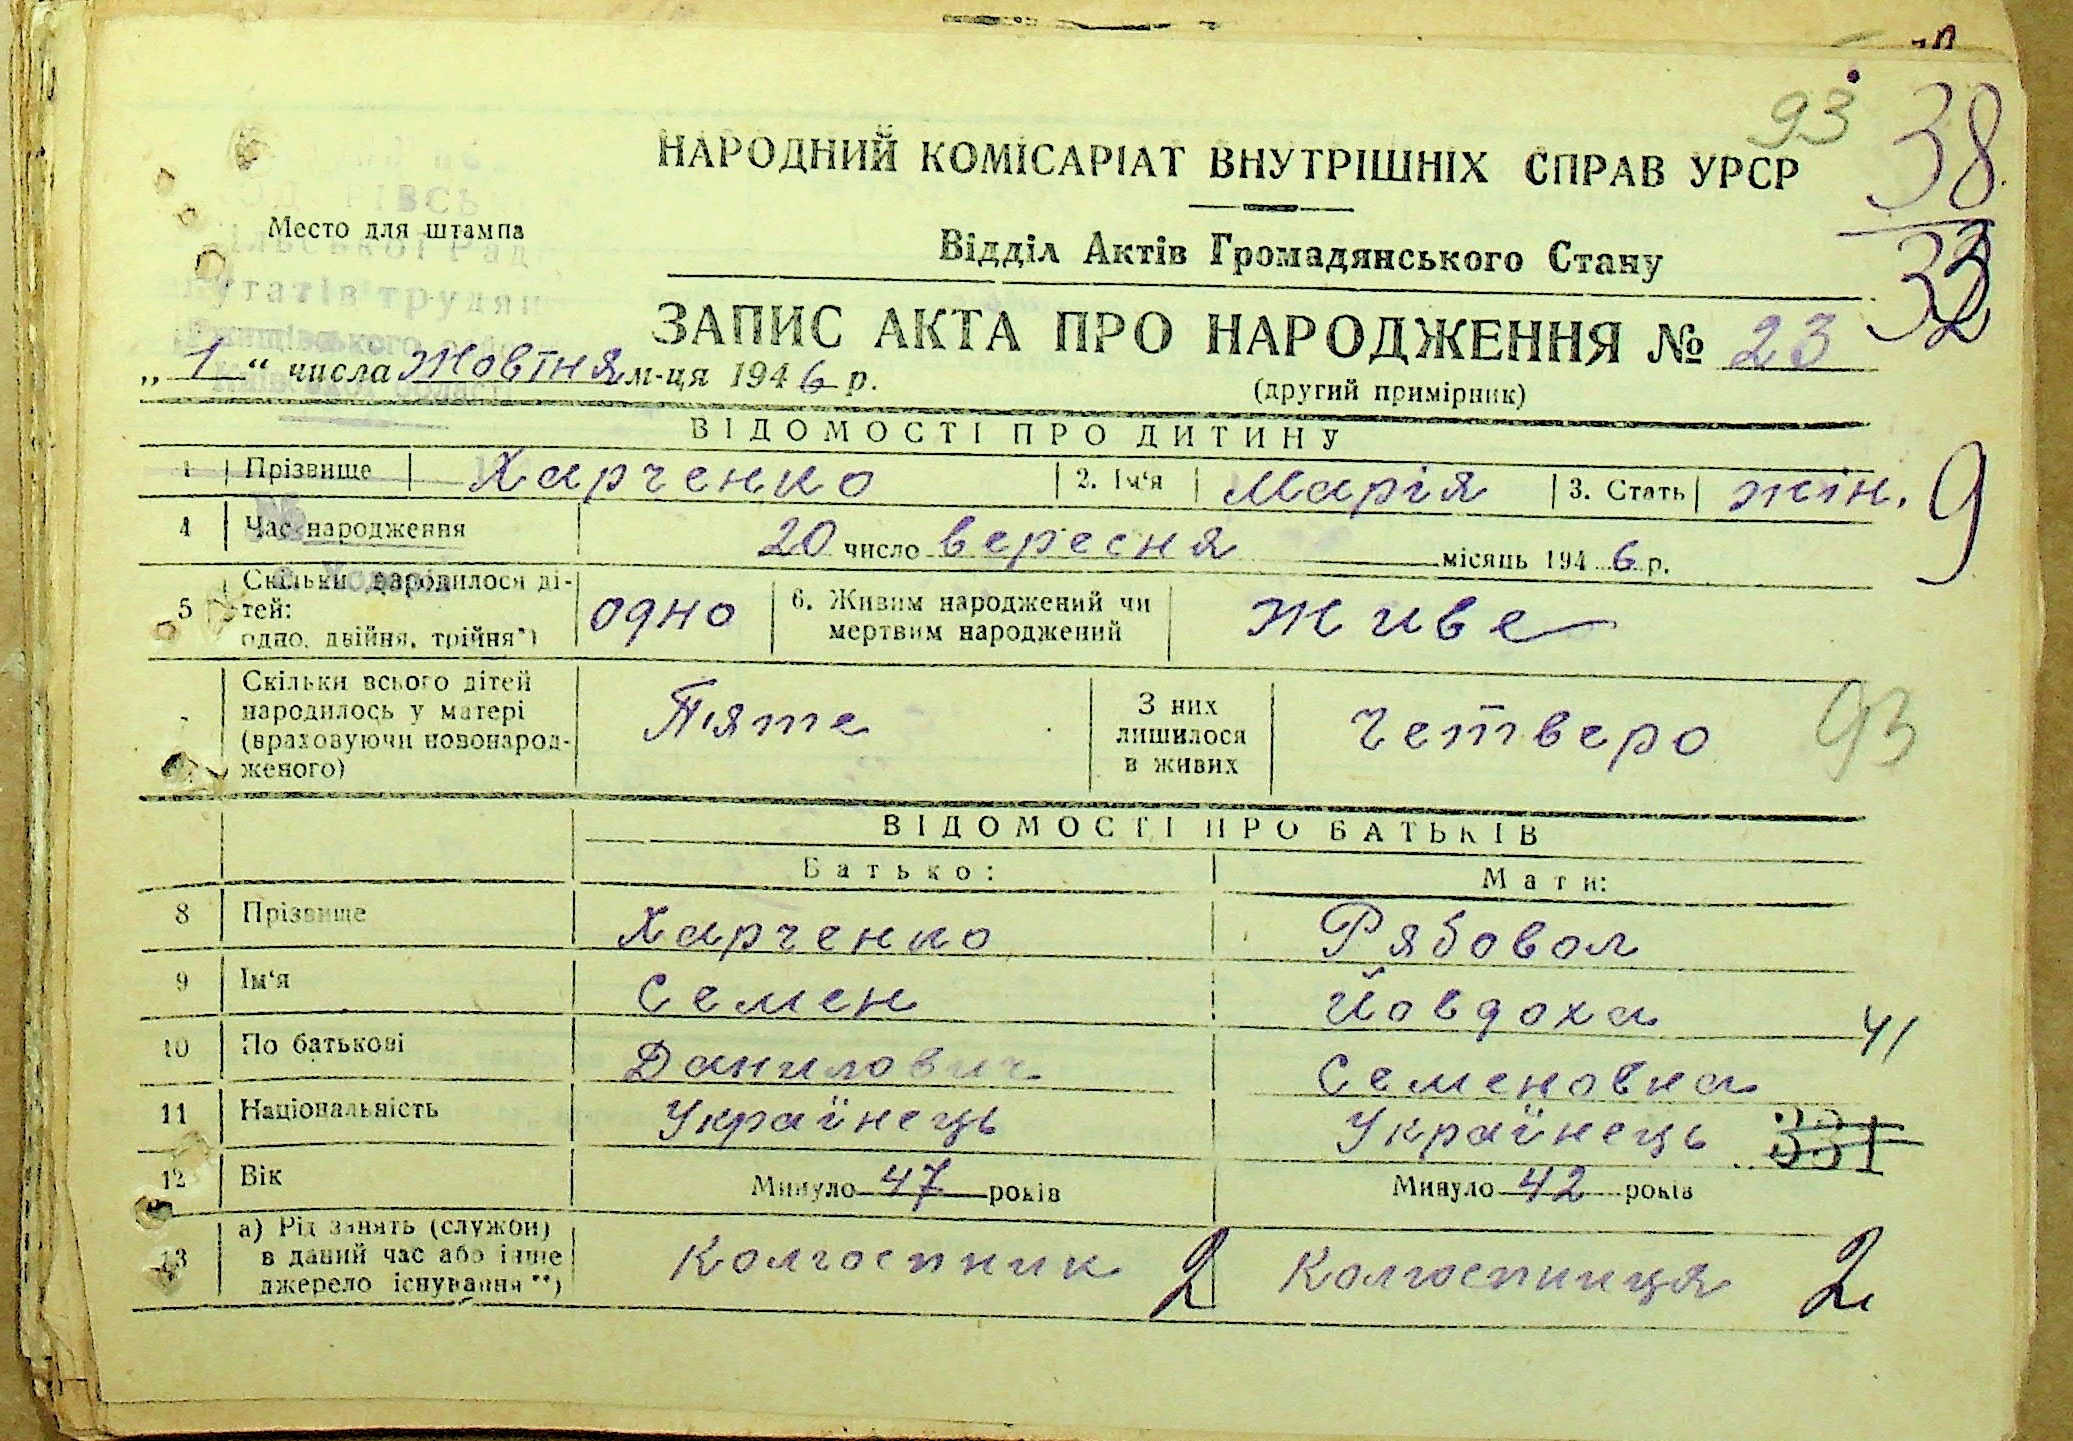 93 38
НАРОДНИЙ КОМІСАРІАТ ВНУТРІШНІХ СПРАВ УРСР
Место для штампа
Відділ Актів Громадянського Стану
ЗАПИС АКТА ПРО НАРОДЖЕННЯ № 23
„ 1 “ числа Жовтня м-ця 1946 р.
(другий примірник)
ВІДОМОСТІ ПРО ДИТИНУ
1 Прізвище Харченко 2. Ім'я Марія 3. Стать жін. 9
4 Час народження 20 число вересня місяць 1946 р.
5 Скільки народилося ді-
тей:
одно, двійня, трійня*) одно 6. Живим народжений чи
мертвим народжений живе
Скільки всього дітей
народилось у матері
(враховуючи новонарод-
женого) П'яте З них
лишилося
в живих Четверо 93
ВІДОМОСТІ ПРО БАТЬКІВ
Батько: Мати:
8 Прізвище Харченко Рябовол
9 Ім'я Семен Йовдоха
10 По батькові Данилович Семеновна 41
11 Національність Українець Українець 331
12 Вік Минуло 47 років Минуло 42 років
13 а) Рід занять (служби)
в даний час або інше
джерело існування**) Колгоспник 2 Колгоспниця 2